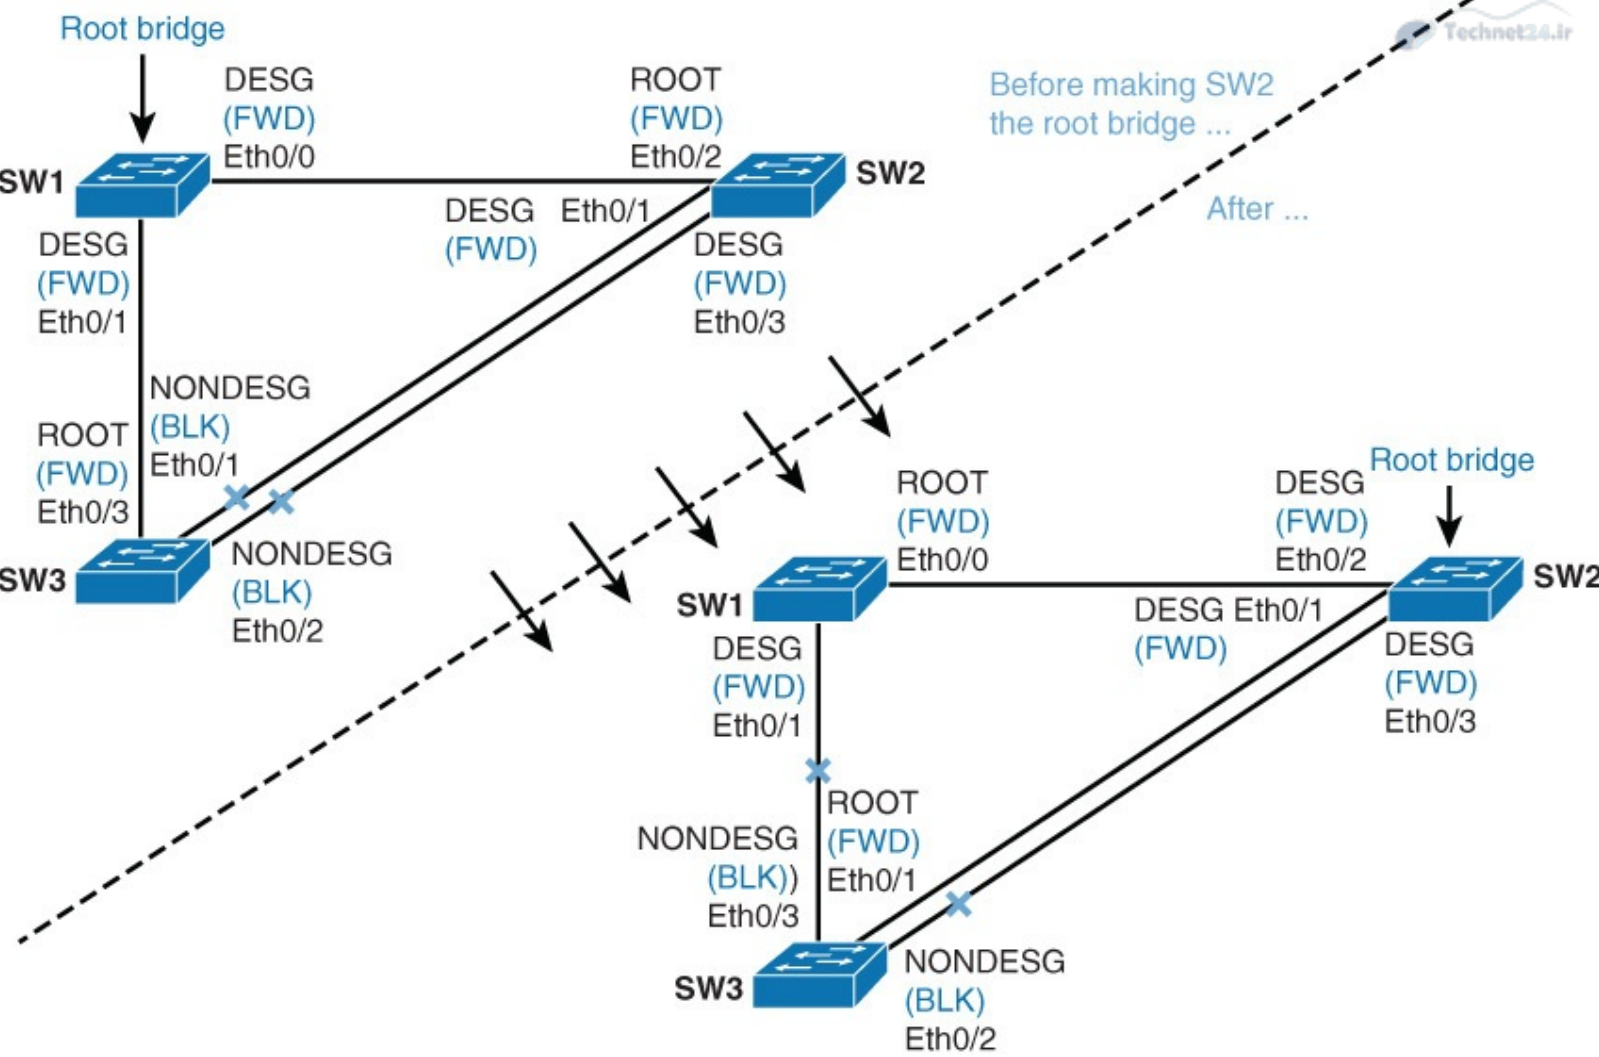 Technet24.ir
Root bridge
DESG
(FWD)
Eth0/0
ROOT
(FWD)
Eth0/2
SW1
SW2
Before making SW2
the root bridge ...
After ...
DESG
(FWD)
Eth0/1
DESG
(FWD)
Eth0/1
DESG
(FWD)
Eth0/3
NONDESG
(BLK)
Eth0/1
ROOT
(FWD)
Eth0/3
SW3
NONDESG
(BLK)
Eth0/2
Root bridge
ROOT
(FWD)
Eth0/0
DESG
(FWD)
Eth0/2
SW1
SW2
DESG Eth0/1
(FWD)
DESG
(FWD)
Eth0/1
DESG
(FWD)
Eth0/3
ROOT
(FWD)
Eth0/1
NONDESG
(BLK))
Eth0/3
SW3
NONDESG
(BLK)
Eth0/2